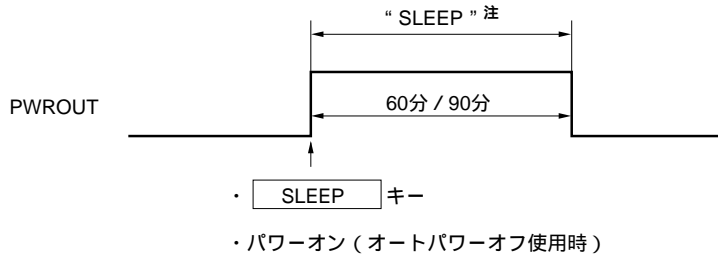 “ SLEEP ” 注
PWROUT
60分 / 90分
・ SLEEP キー
・パワーオン ( オートパワーオフ使用時 )